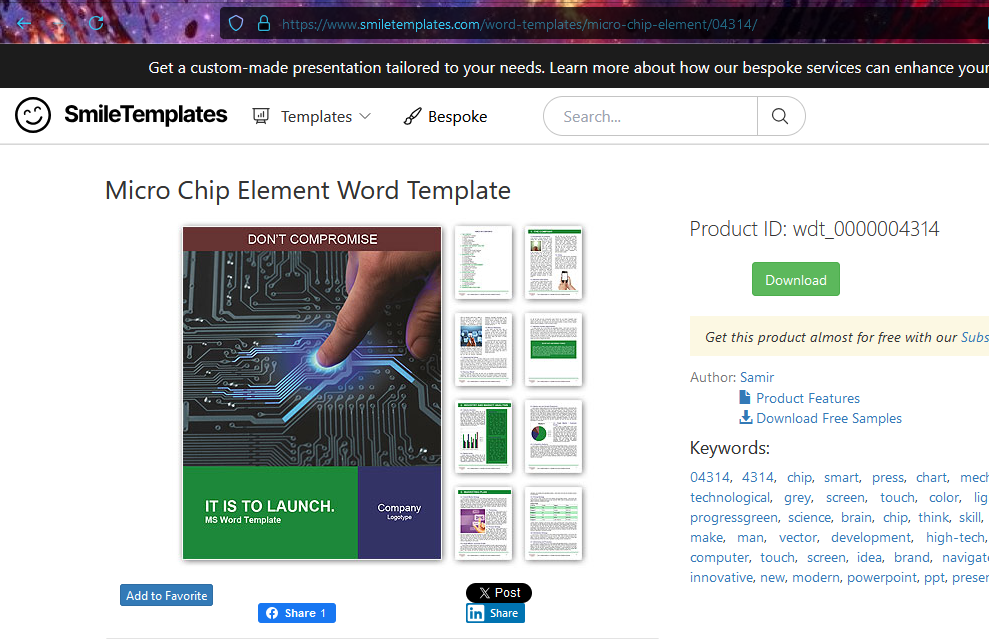 https://www.smiletemplates.com/word-templates/micro-chip-element/04314/
Get a custom-made presentation tailored to your needs. Learn more about how our bespoke services can enhance your
SmileTemplates
Templates
Bespoke
Search...
Micro Chip Element Word Template
DON'T COMPROMISE
IT IS TO LAUNCH.
MS Word Template
Company
Logotype
Add to Favorite
Share 1
Post
Share
Product ID: wdt_0000004314
Download
Get this product almost for free with our Subs
Author: Samir
Product Features
Download Free Samples
Keywords:
04314, 4314, chip, smart, press, chart, mech
technological, grey, screen, touch, color, lig
progressgreen, science, brain, chip, think, skill,
make, man, vector, development, high-tech,
computer, touch, screen, idea, brand, navigat
innovative, new, modern, powerpoint, ppt, presen